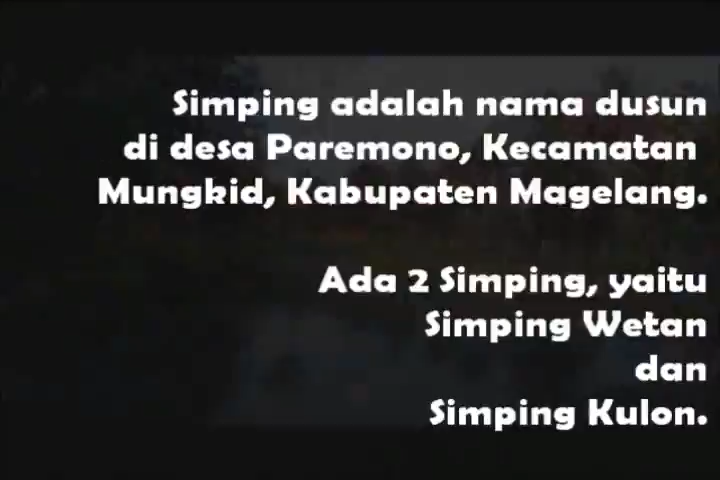 Simping adalah nama dusun
di desa Paremono, Kecamatan
Mungkid, Kabupaten Magelang.
Ada 2 Simping, yaitu
Simping Wetan
dan
Simping Kulon.